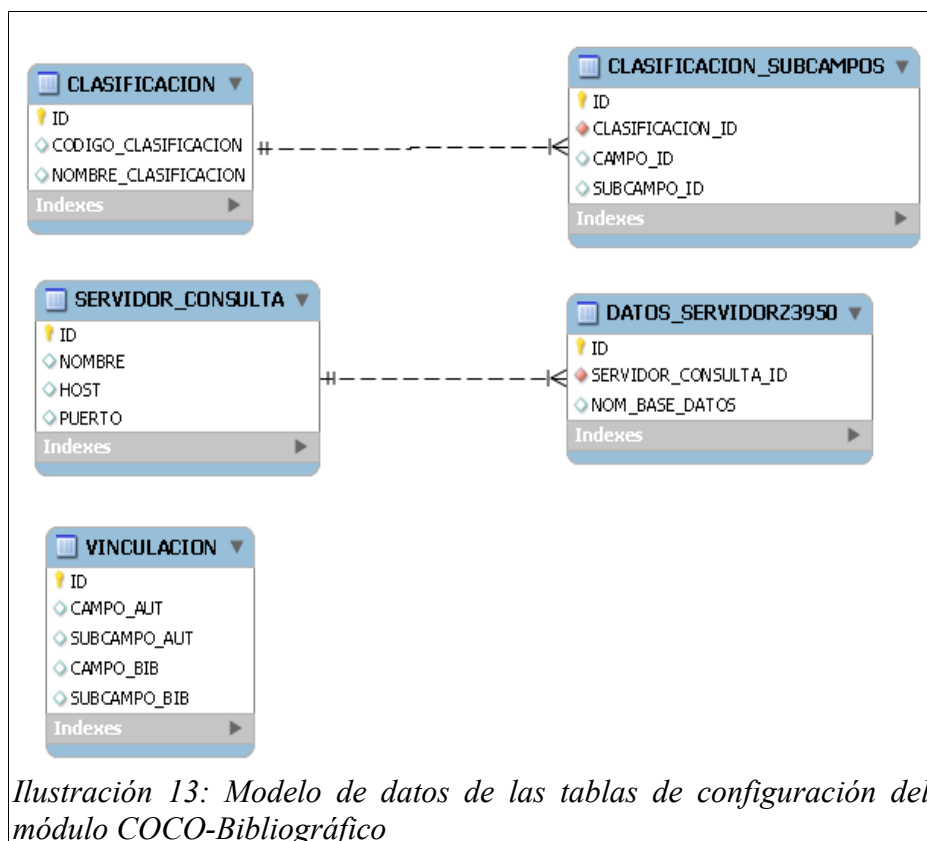 CLASIFICACION
ID
CODIGO_CLASIFICACION
NOMBRE_CLASIFICACION
Indexes
CLASIFICACION_SUBCAMPOS
ID
CLASIFICACION_ID
CAMPO_ID
SUBCAMPO_ID
Indexes
SERVIDOR_CONSULTA
ID
NOMBRE
HOST
PUERTO
Indexes
DATOS_SERVIDORZ3950
ID
SERVIDOR_CONSULTA_ID
NOM_BASE_DATOS
Indexes
VINCULACION
ID
CAMPO_AUT
SUBCAMPO_AUT
CAMPO_BIB
SUBCAMPO_BIB
Indexes
Ilustración 13: Modelo de datos de las tablas de configuración del
módulo COCO-Bibliográfico